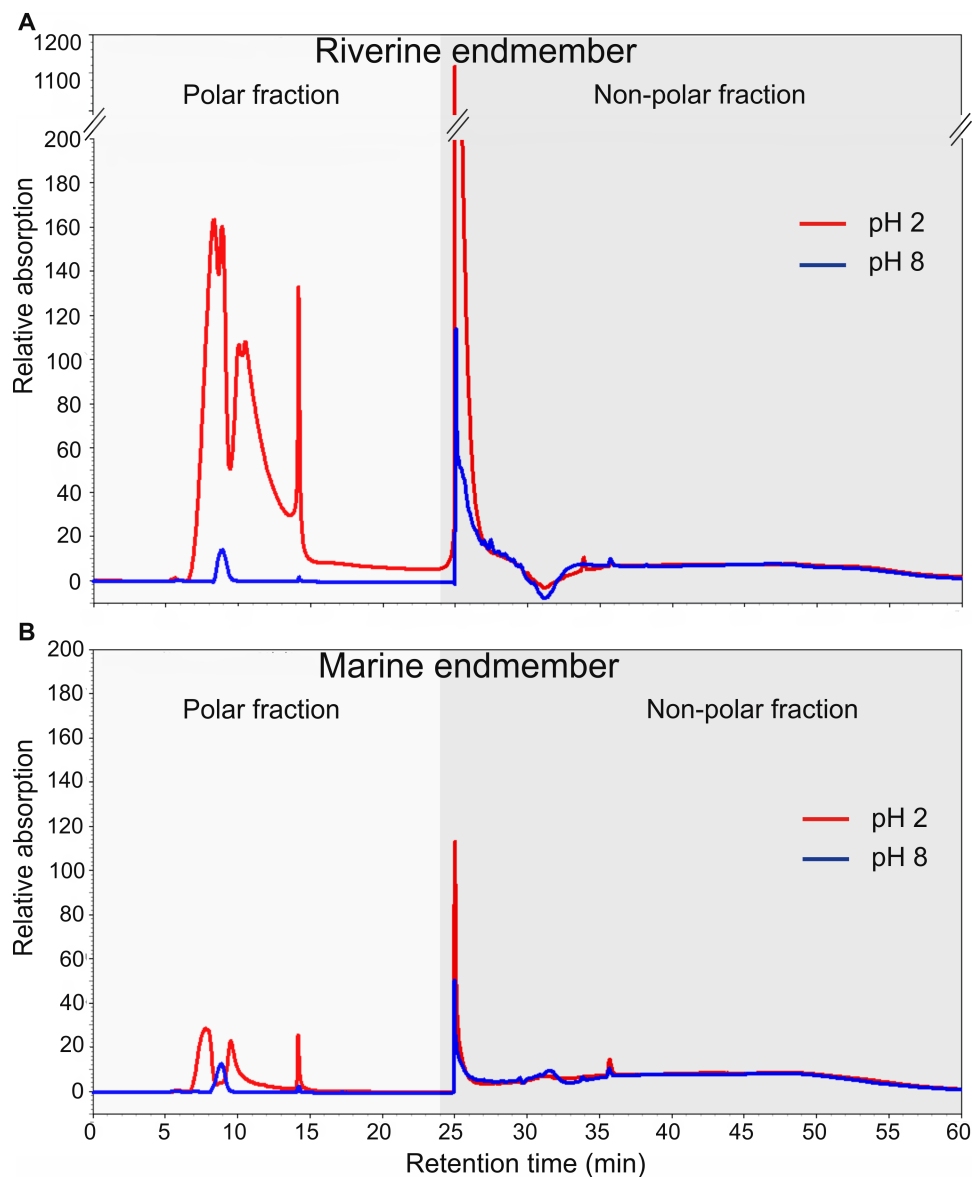 A
Riverine endmember
Polar fraction
Non-polar fraction
1200
1100
200
180
160
140
120
100
80
60
40
20
0
Relative absorption
pH 2
pH 8
B
Marine endmember
Polar fraction
Non-polar fraction
200
180
160
140
120
100
80
60
40
20
0
Relative absorption
pH 2
pH 8
0 5 10 15 20 25 30 35 40 45 50 55 60
Retention time (min)